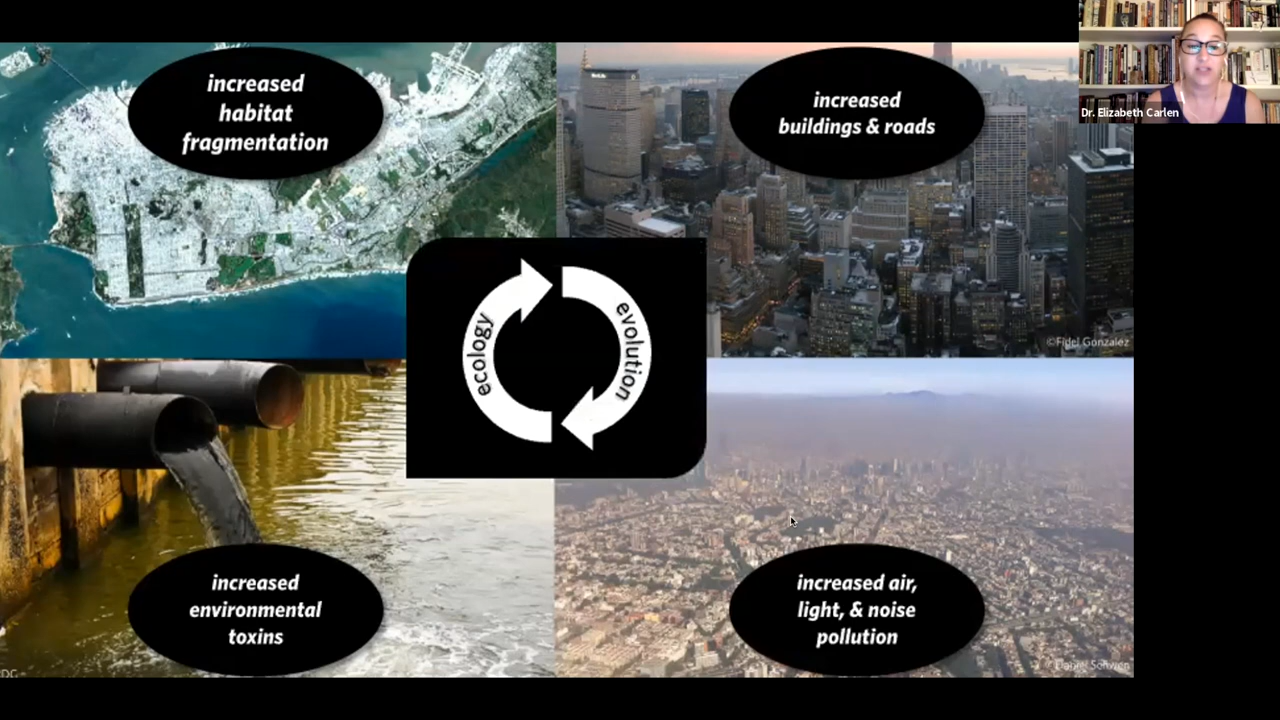 increased
habitat
fragmentation
MetLife
increased
buildings & roads
Dr. Elizabeth Carlen
ecology
evolution
©Fidel Gonzalez
increased
environmental
toxins
increased air,
light, & noise
pollution